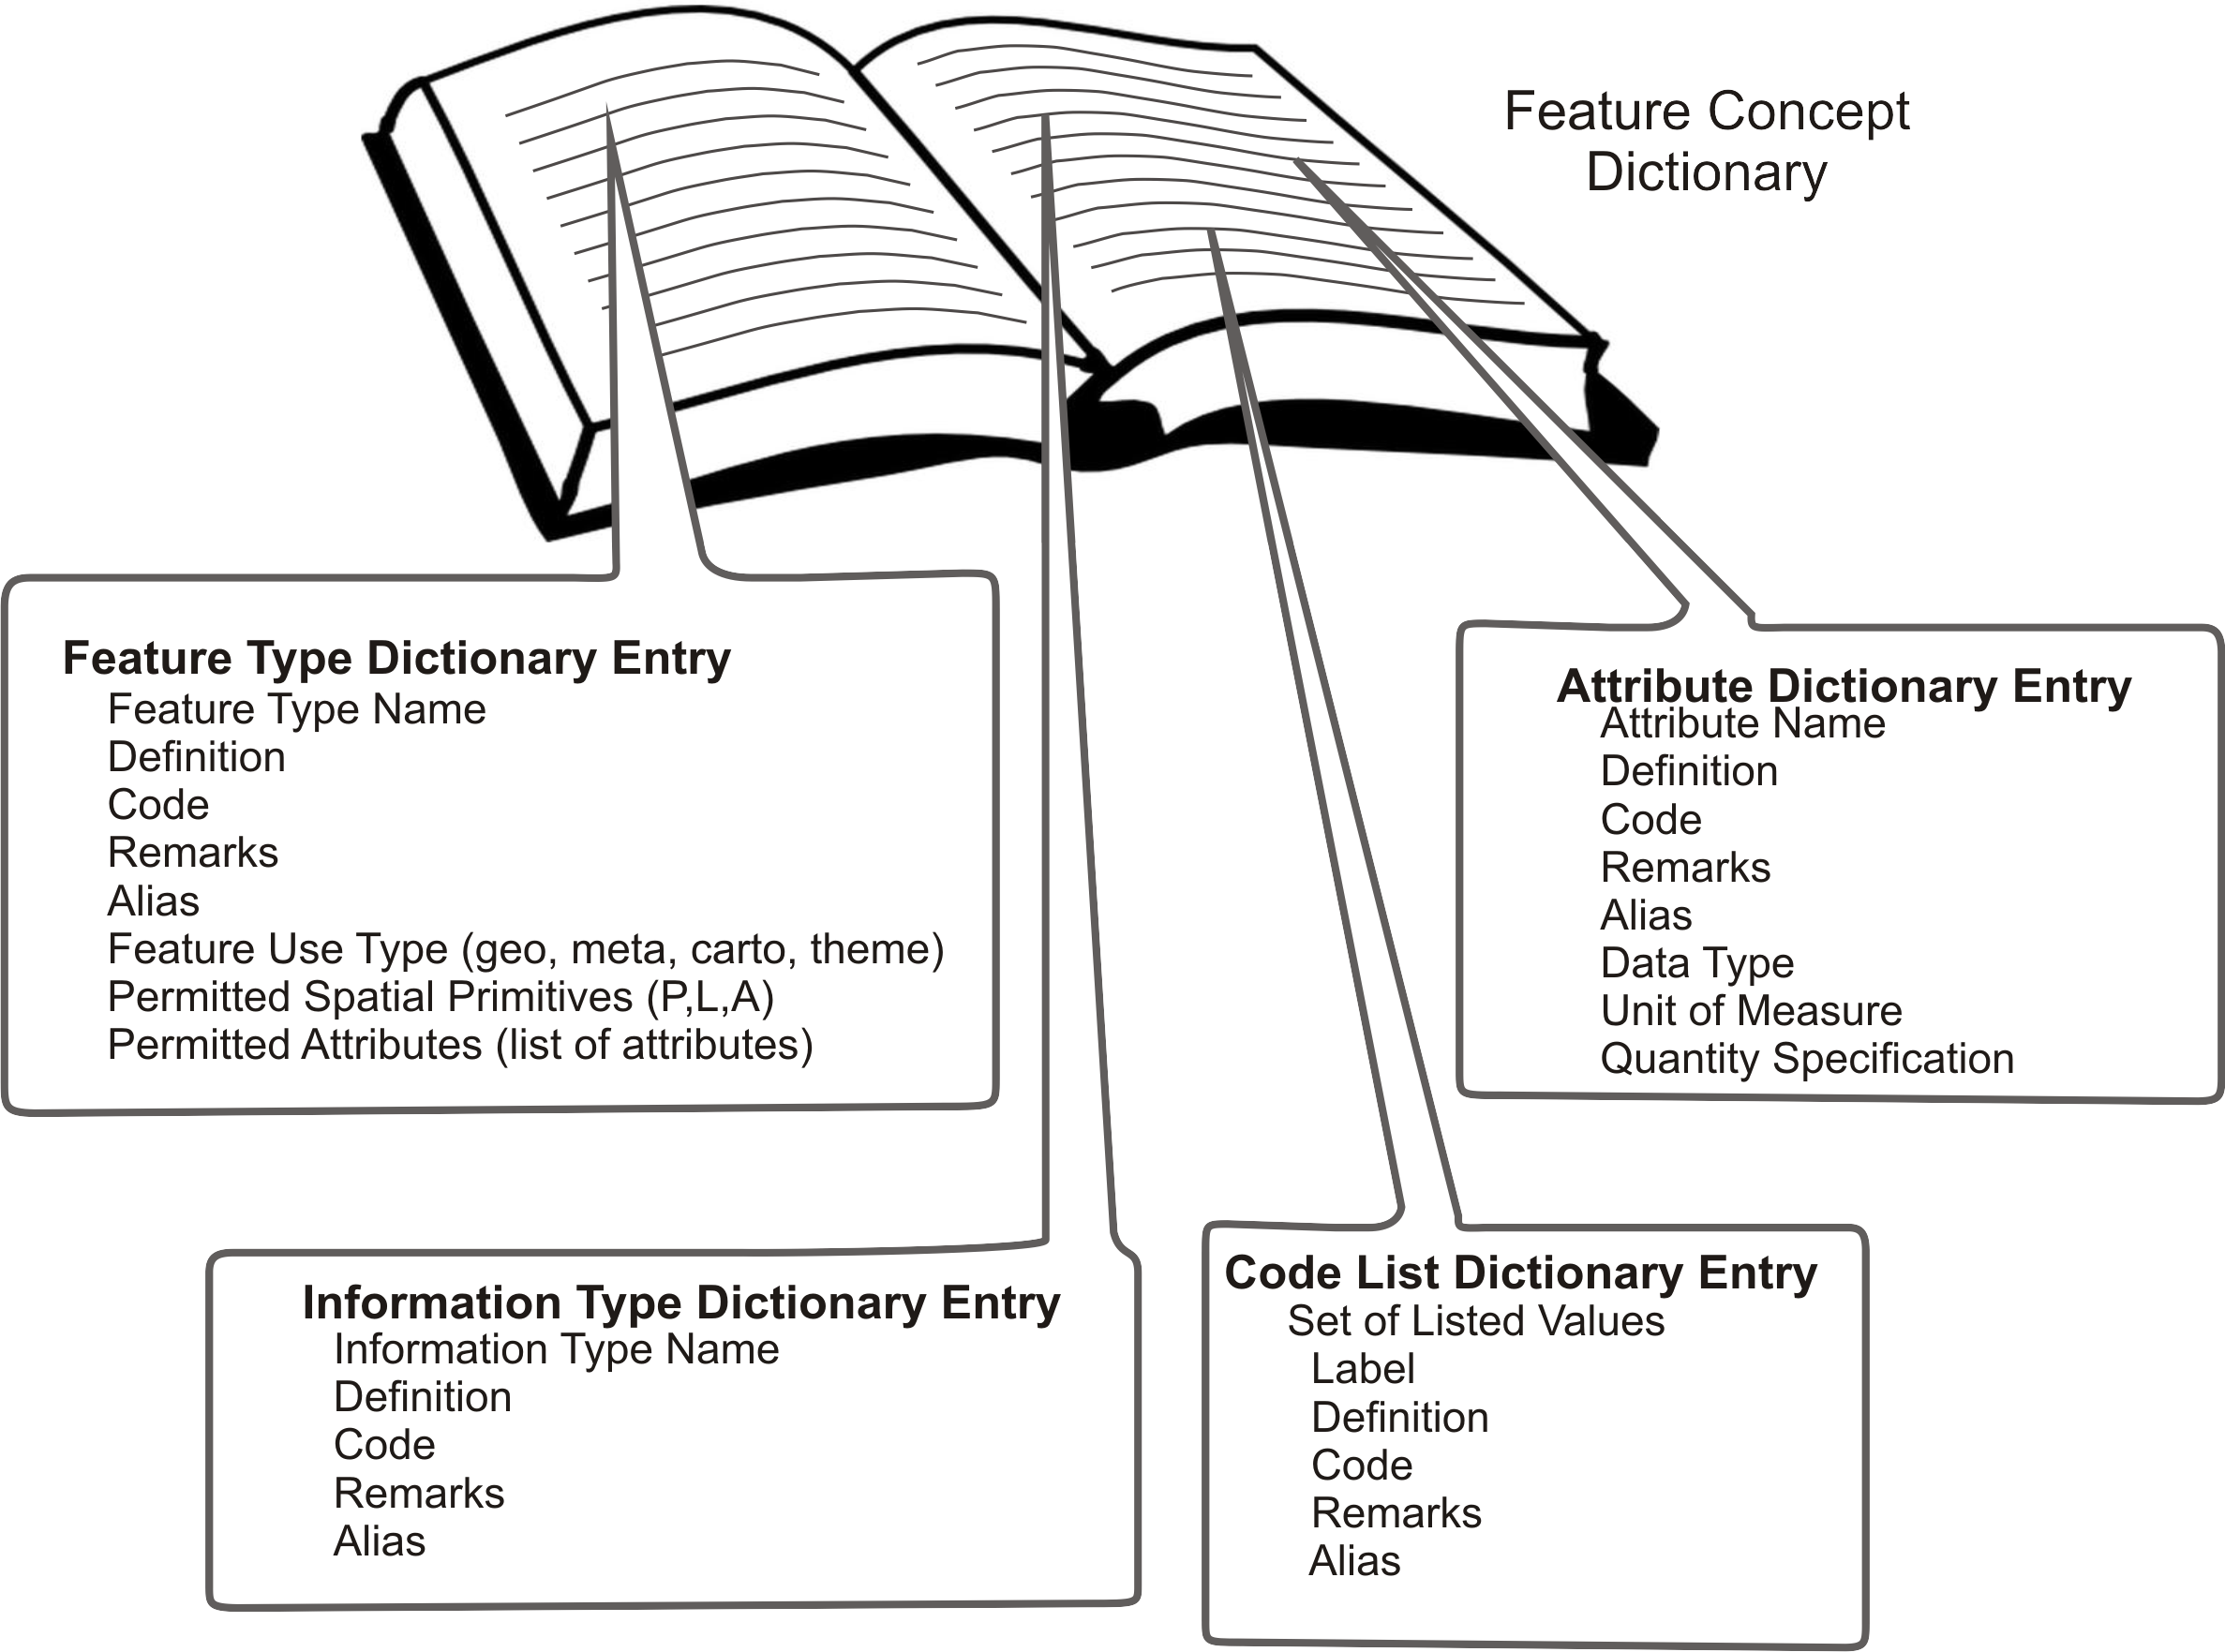 Feature Concept
Dictionary
Feature Type Dictionary Entry
Feature Type Name
Definition
Code
Remarks
Alias
Feature Use Type (geo, meta, carto, theme)
Permitted Spatial Primitives (P,L,A)
Permitted Attributes (list of attributes)
Attribute Dictionary Entry
Attribute Name
Definition
Code
Remarks
Alias
Data Type
Unit of Measure
Quantity Specification
Information Type Dictionary Entry
Information Type Name
Definition
Code
Remarks
Alias
Code List Dictionary Entry
Set of Listed Values
Label
Definition
Code
Remarks
Alias